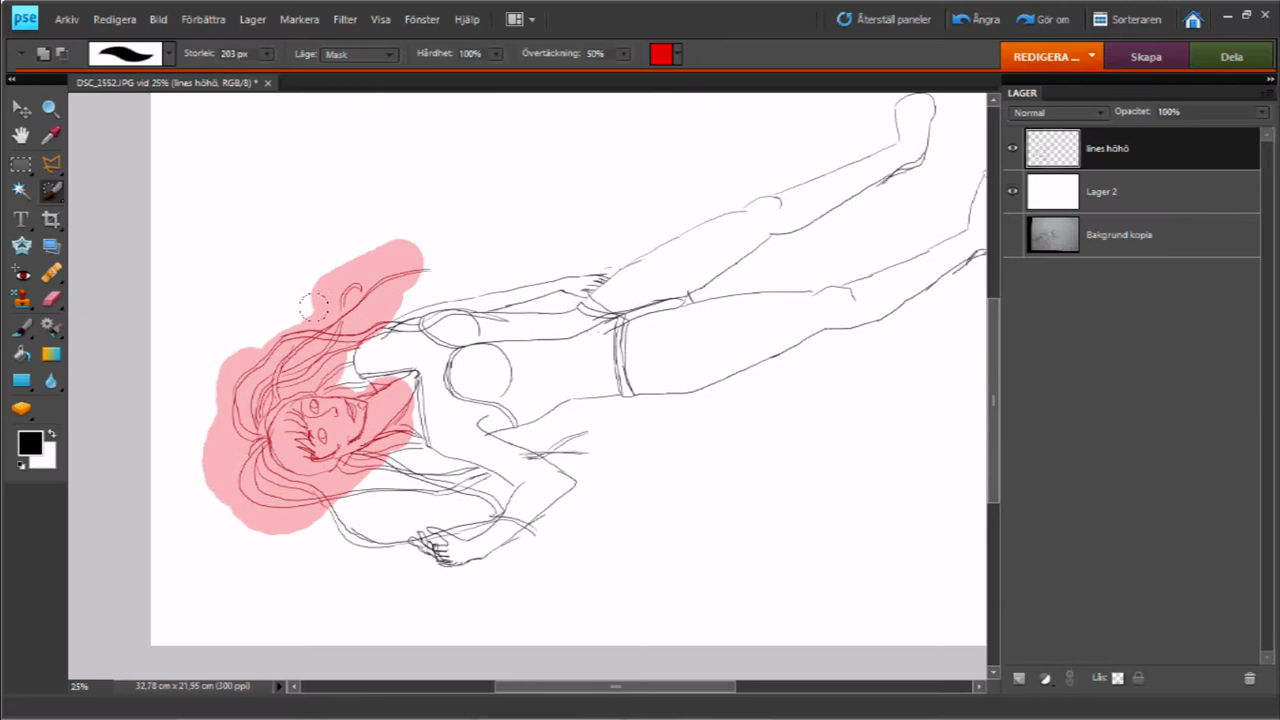 pse Arkiv Redigera Bild Förbättra Lager Markera Filter Visa Fönster Hjälp Återställ paneler Ångra Gör om Sorteraren
Storlek: 203 px Läge: Mask Hårdhet: 100% Övertäckning: 50% REDIGERA ... Skapa Dela
DSC_1552.JPG vid 25% (lines höhö, RGB/8) * LAGER
Normal Opacitet: 100%
lines höhö
Lager 2
Bakgrund kopia
25% 32,78 cm x 21,95 cm (300 ppi) Lås: